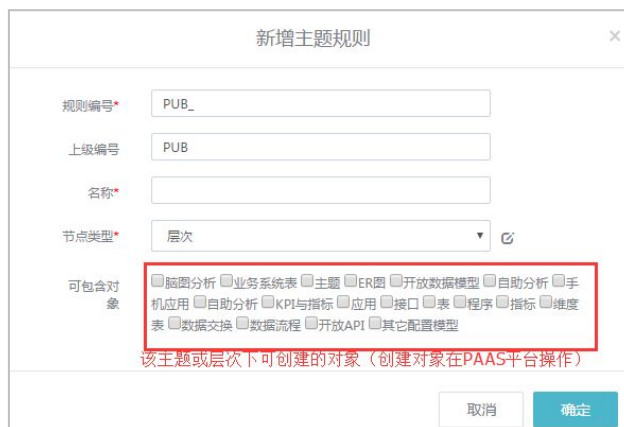 新增主题规则
×
规则编号* PUB_
上级编号 PUB
名称*
节点类型* 层次
可包含对象
脑图分析 业务系统表 主题 ER图 开放数据模型 自助分析 手
机应用 自助分析 KPI与指标 应用 接口 表 程序 指标 维度
表 数据交换 数据流程 开放API 其它配置模型
该主题或层次下可创建的对象（创建对象在PAAS平台操作）
取消 确定